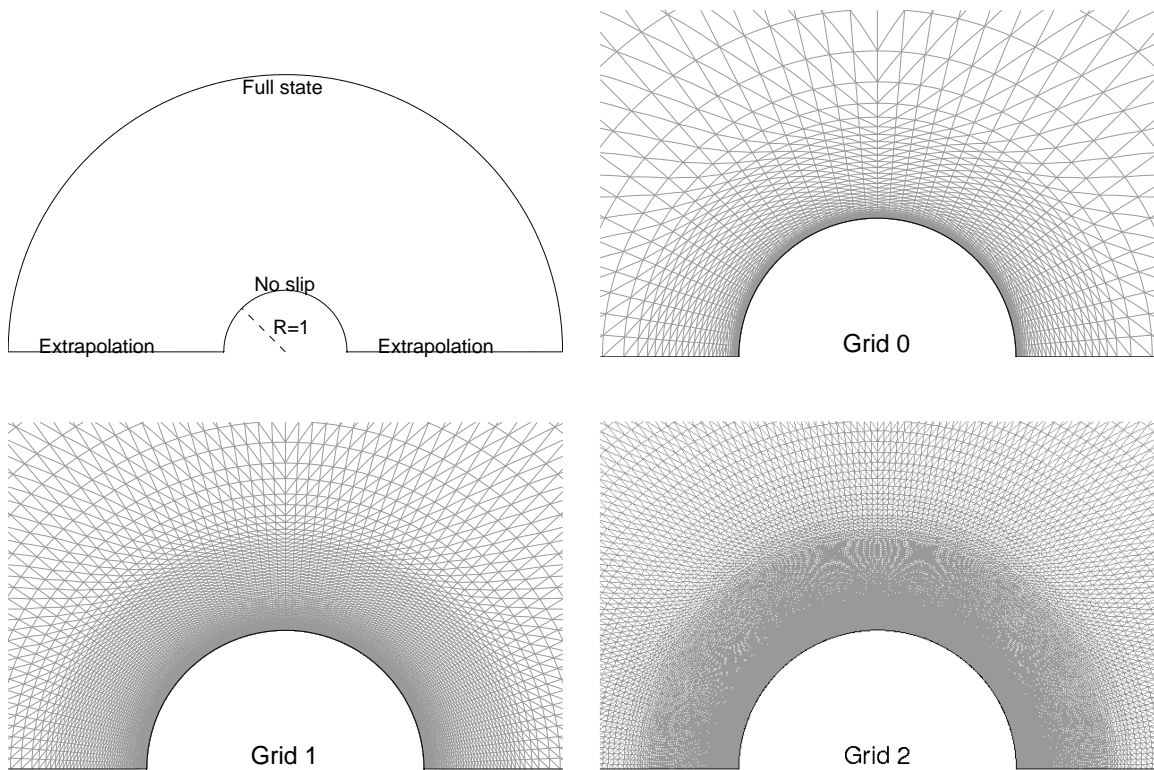 Full state
No slip
R=1
Extrapolation
Extrapolation
Grid 0
Grid 1
Grid 2